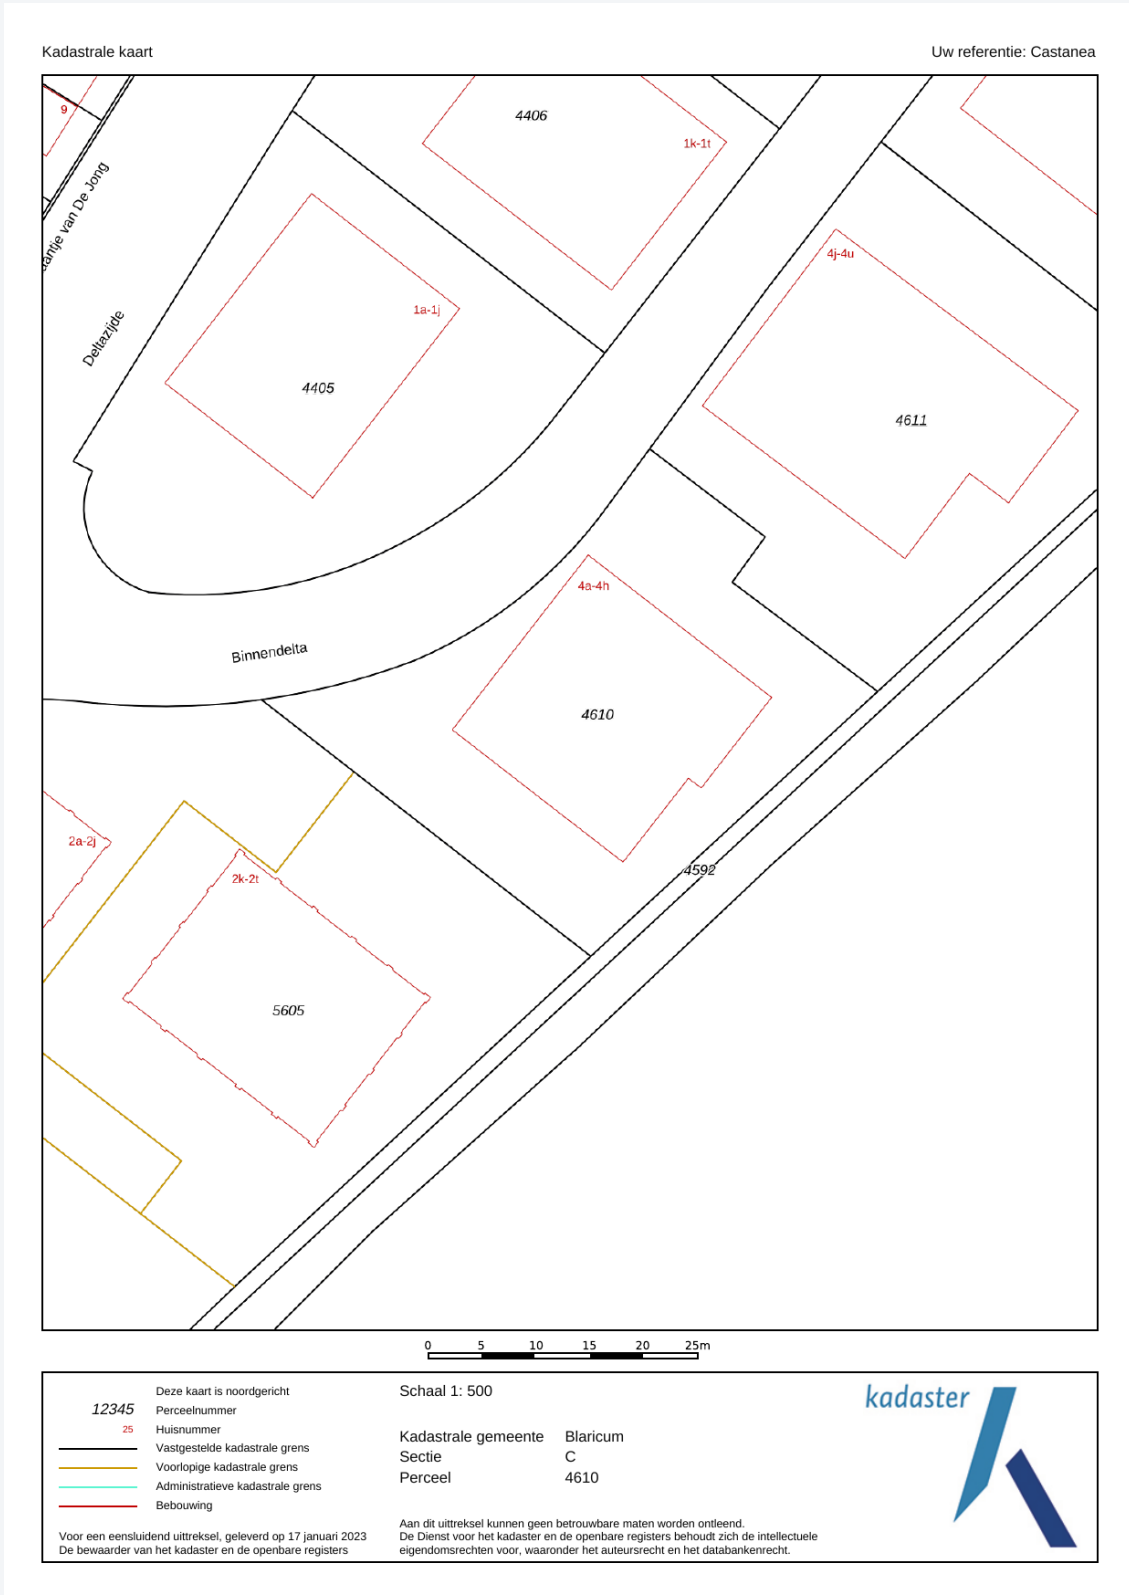 Kadastrale kaart
Uw referentie: Castanea
9
4406
1k-1t
antje van De Jong
4j-4u
1a-1j
Deltazijde
4405
4611
4a-4h
Binnendelta
4610
2a-2j
4592
2k-2t
5605
0 5 10 15 20 25m
Deze kaart is noordgericht
12345 Perceelnummer
25 Huisnummer
Vastgestelde kadastrale grens
Voorlopige kadastrale grens
Administratieve kadastrale grens
Bebouwing
Voor een eensluidend uittreksel, geleverd op 17 januari 2023
De bewaarder van het kadaster en de openbare registers
Schaal 1: 500
Kadastrale gemeente Blaricum
Sectie C
Perceel 4610
Aan dit uittreksel kunnen geen betrouwbare maten worden ontleend.
De Dienst voor het kadaster en de openbare registers behoudt zich de intellectuele
eigendomsrechten voor, waaronder het auteursrecht en het databankenrecht.
kadaster